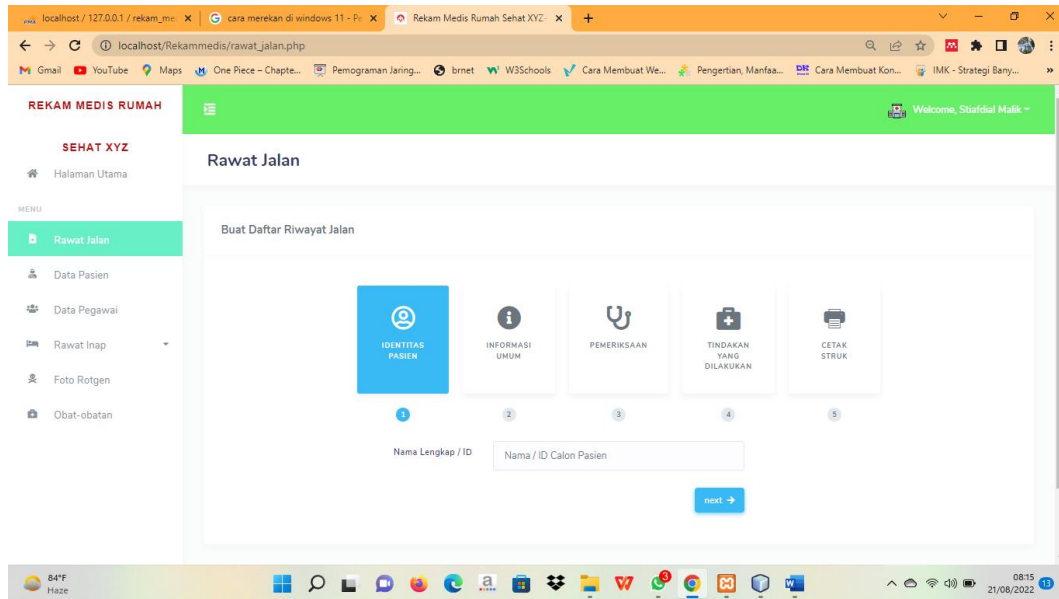 localhost / 127.0.0.1 / rekam_me
cara merekan di windows 11 - Pe
Rekam Medis Rumah Sehat XYZ-
localhost/Rekammedis/rawat_jalan.php
Gmail YouTube Maps One Piece – Chapte... Pemograman Jaring... brnet W3Schools Cara Membuat We... Pengertian, Manfaa... Cara Membuat Kon... IMK - Strategi Bany... »
REKAM MEDIS RUMAH
SEHAT XYZ
Welcome, Stiafdial Malik
Halaman Utama
MENU
Rawat Jalan
Data Pasien
Data Pegawai
Rawat Inap
Foto Rotgen
Obat-obatan
Rawat Jalan
Buat Daftar Riwayat Jalan
IDENTITAS
PASIEN
INFORMASI
UMUM
PEMERIKSAAN
TINDAKAN
YANG
DILAKUKAN
CETAK
STRUK
1 2 3 4 5
Nama Lengkap / ID
Nama / ID Calon Pasien
next →
84°F
Haze
3
08:15
21/08/2022
13